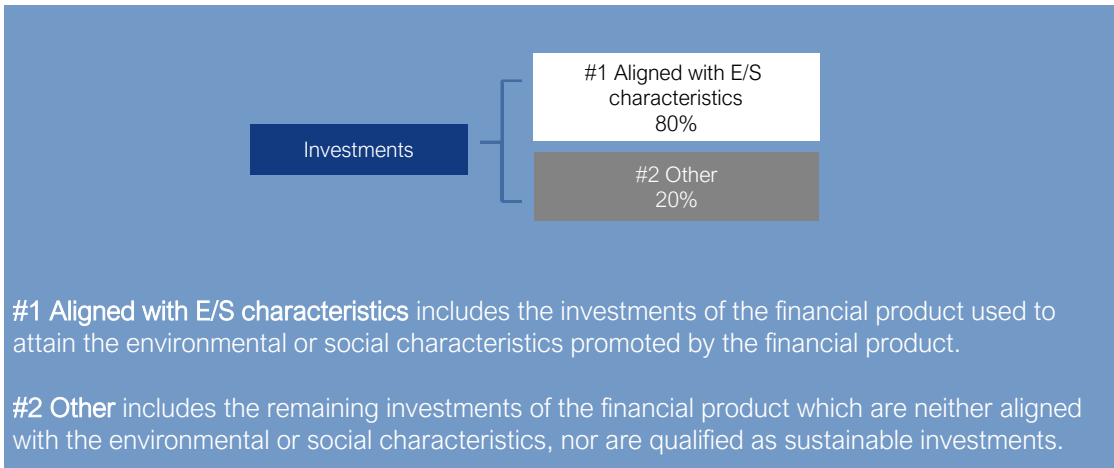 #1 Aligned with E/S
characteristics
80%
Investments
#2 Other
20%
#1 Aligned with E/S characteristics includes the investments of the financial product used to
attain the environmental or social characteristics promoted by the financial product.
#2 Other includes the remaining investments of the financial product which are neither aligned
with the environmental or social characteristics, nor are qualified as sustainable investments.